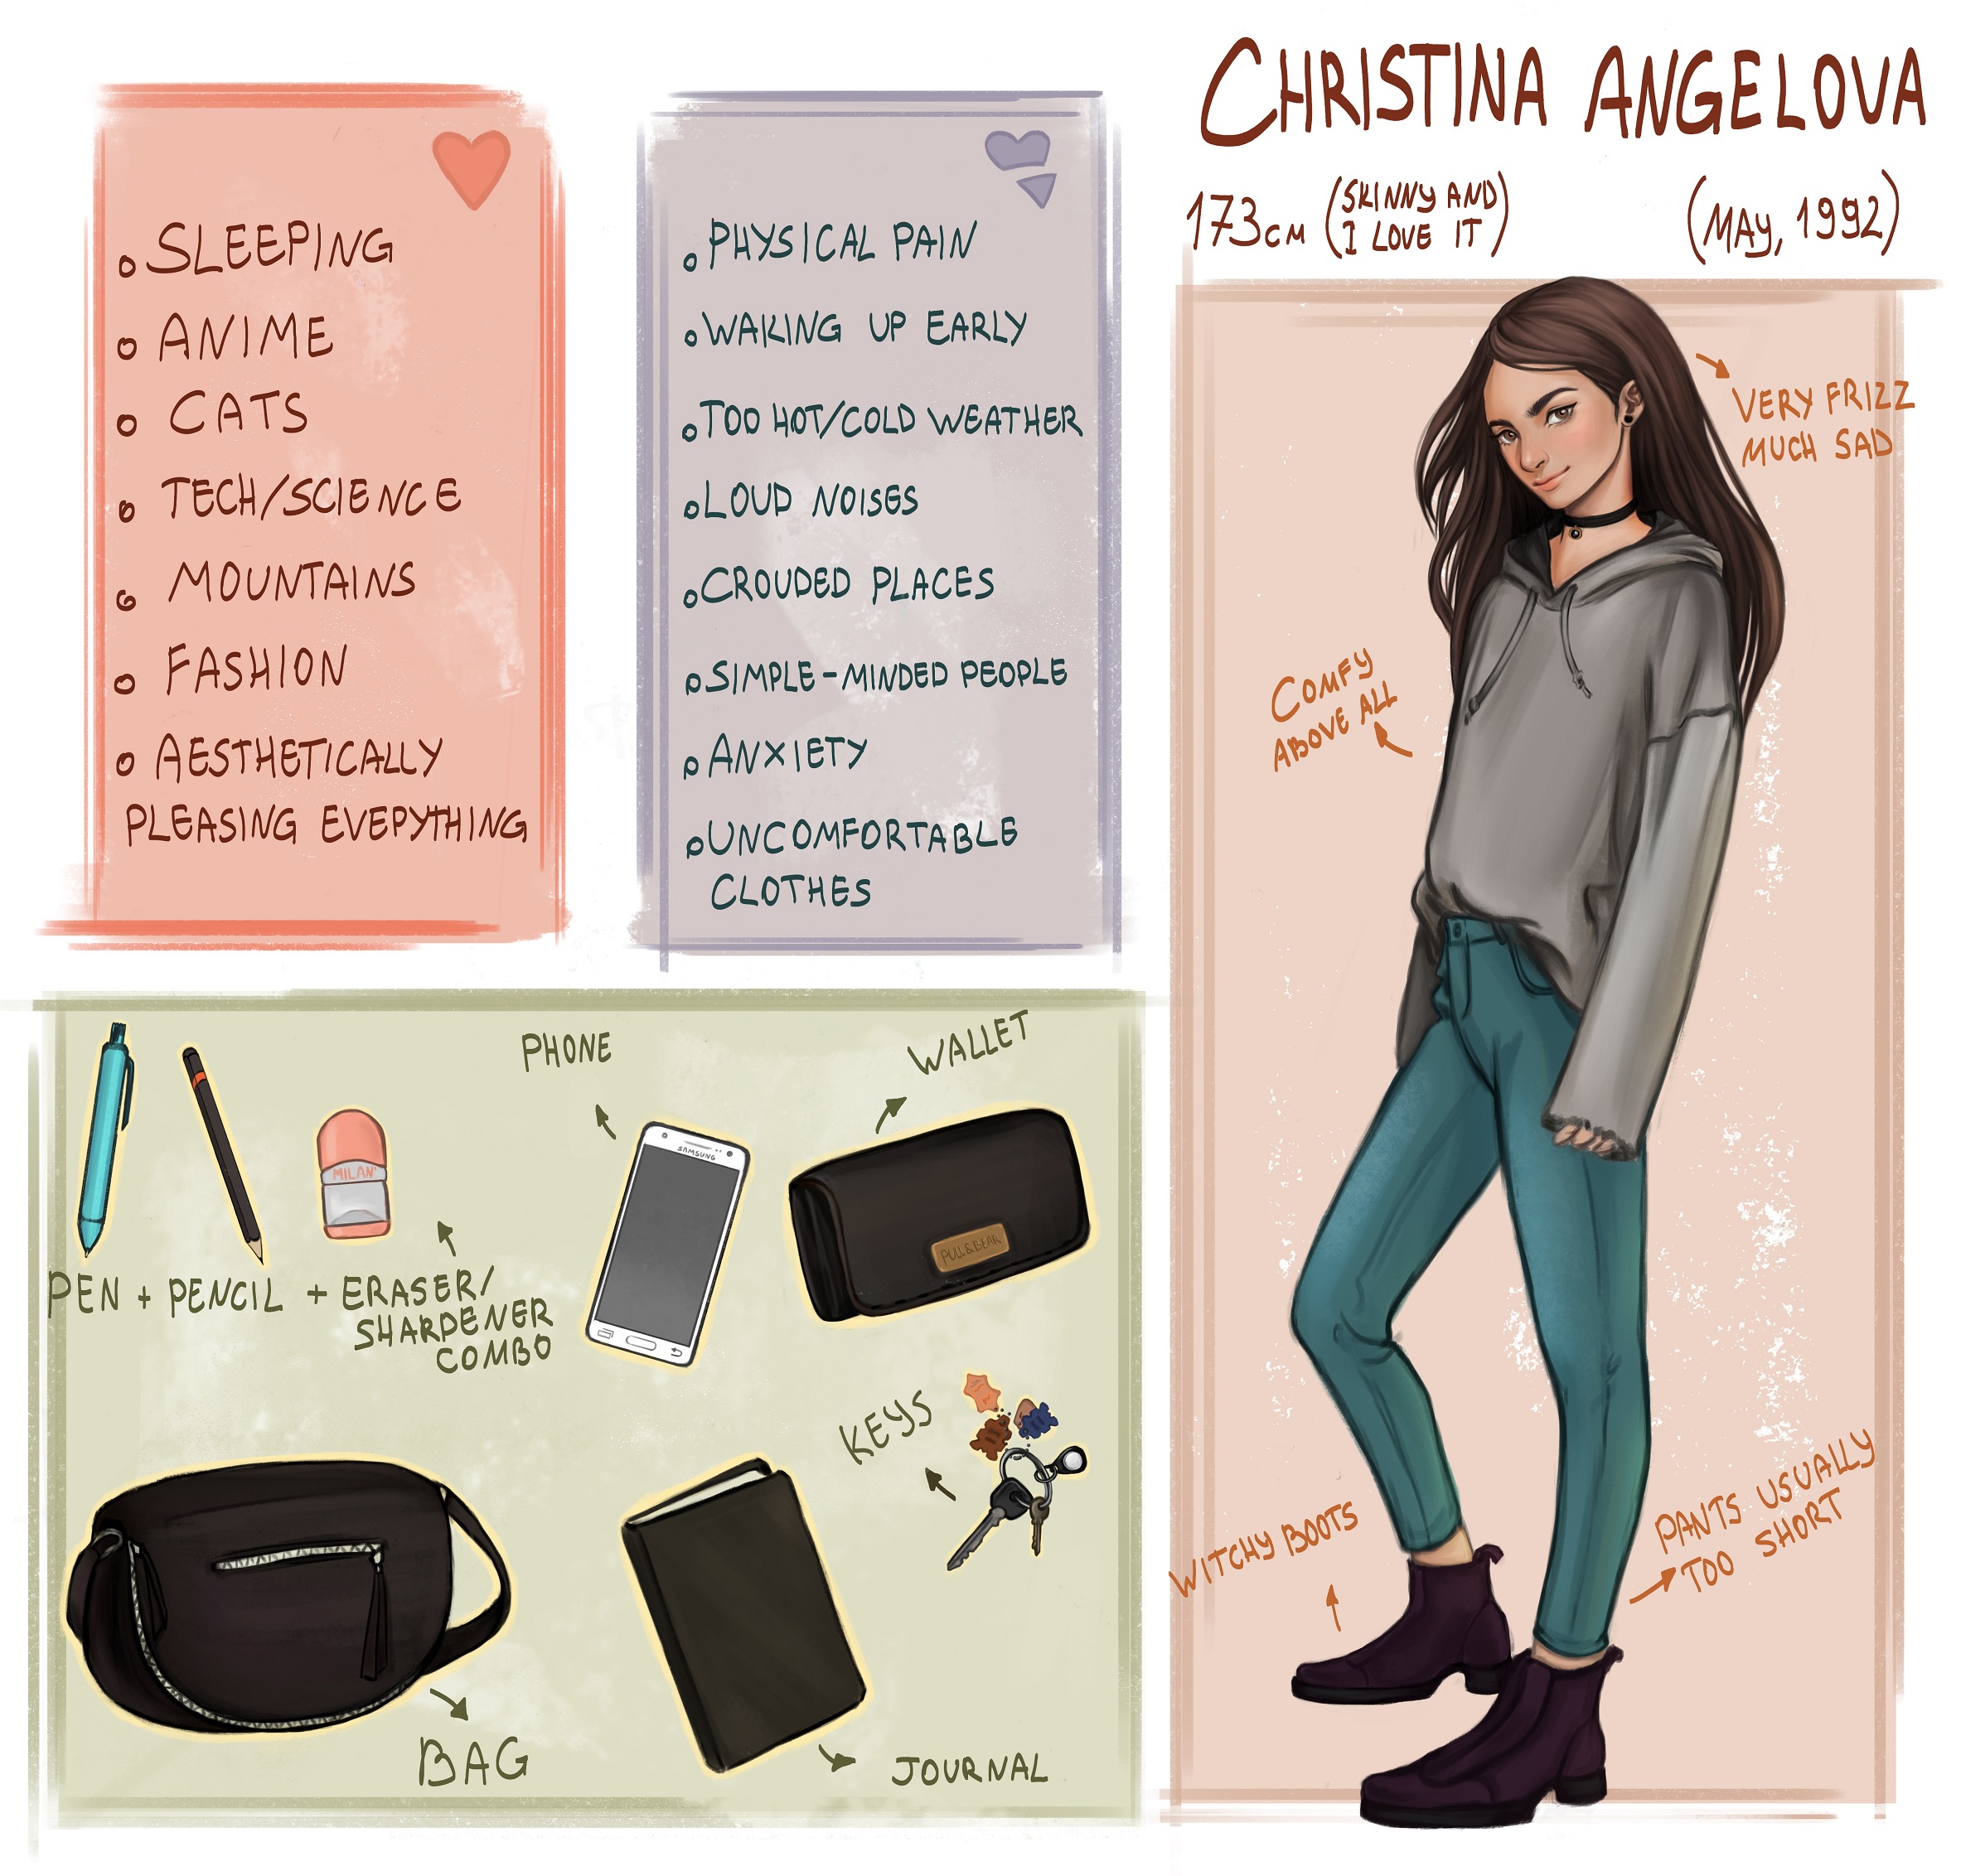 CHRISTINA ANGELOVA
173CM (SKINNY AND
I LOVE IT)
(MAY, 1992)
SLEEPING
ANIME
CATS
TECH/SCIENCE
MOUNTAINS
FASHION
AESTHETICALLY
PLEASING EVEPYTHING
PHYSICAL PAIN
WAKING UP EARLY
TOO HOT/COLD WEATHER
LOUD NOISES
CROUDED PLACES
SIMPLE-MINDED PEOPLE
ANXIETY
UNCOMFORTABLE
CLOTHES
VERY FRIZZ
MUCH SAD
COMFY
ABOVE ALL
WITCHY BOOTS
PANTS USUALLY
TOO SHORT
PHONE
WALLET
SAMSUNG
MILAN
PULL&BEAR
PEN + PENCIL + ERASER/
SHARPENER
COMBO
KEYS
BAG
JOURNAL